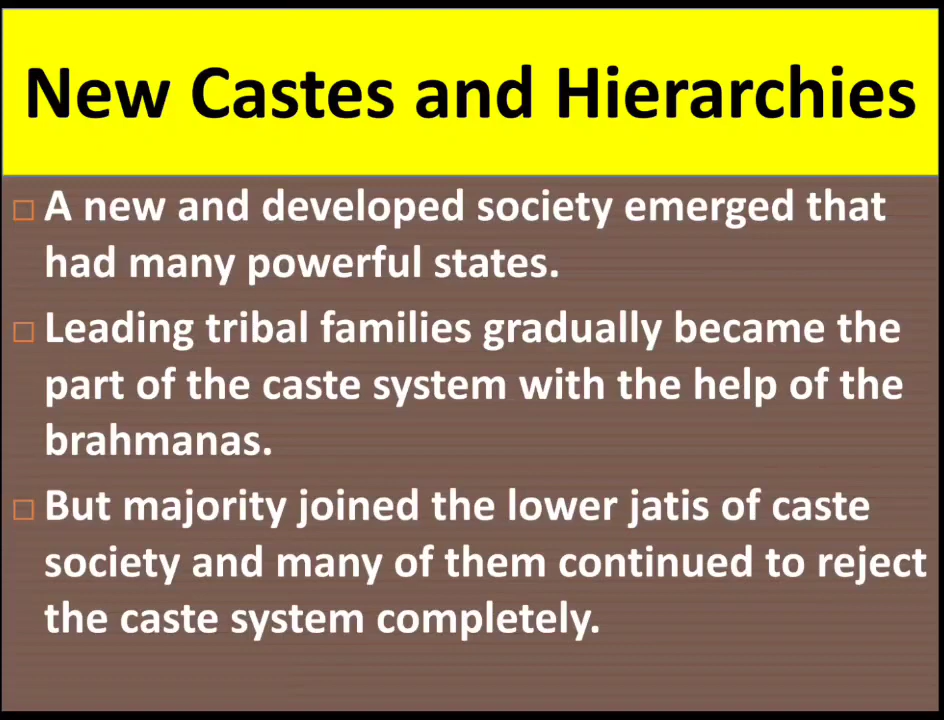 New Castes and Hierarchies
A new and developed society emerged that
had many powerful states.
Leading tribal families gradually became the
part of the caste system with the help of the
brahmanas.
But majority joined the lower jatis of caste
society and many of them continued to reject
the caste system completely.